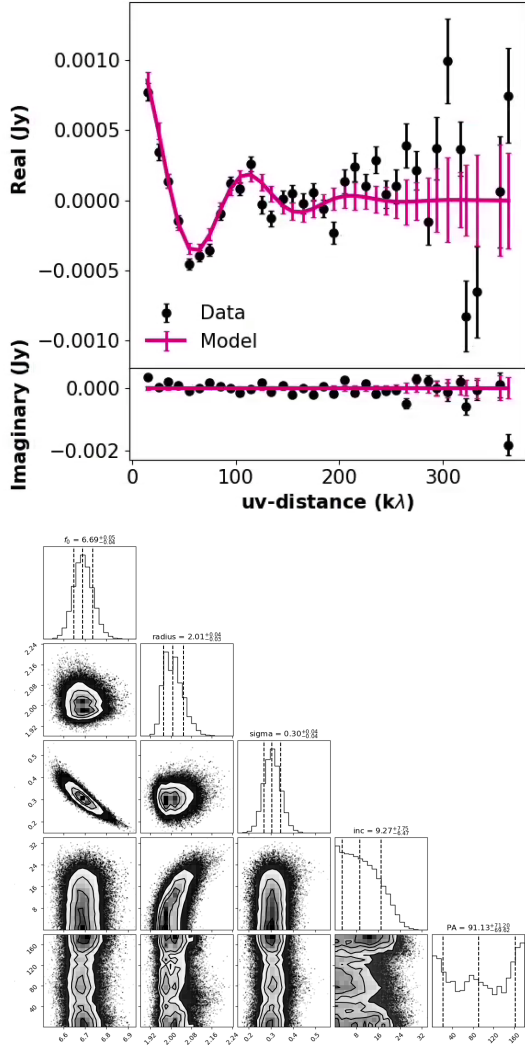 0.0010
0.0005
0.0000
−0.0005
−0.0010
Real (Jy)
Data
Model
0.000
−0.002
Imaginary (Jy)
0 100 200 300
uv-distance (kλ)
f₀ = 6.69 +0.05 −0.04
radius = 2.01 +0.04 −0.03
2.24
2.16
2.08
2.00
1.92
sigma = 0.30 +0.04 −0.04
0.5
0.4
0.3
0.2
inc = 9.27 +7.75 −6.47
32
24
16
8
PA = 91.13 +71.20 −69.62
160
120
80
40
6.6 6.7 6.8 6.9
1.92 2.00 2.08 2.16 2.24
0.2 0.3 0.4 0.5
8 16 24 32
40 80 120 160